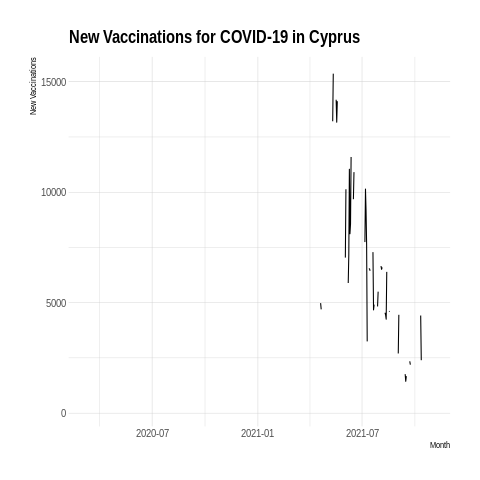 New Vaccinations for COVID-19 in Cyprus
New Vaccinations
15000
10000
5000
0
2020-07
2021-01
2021-07
Month